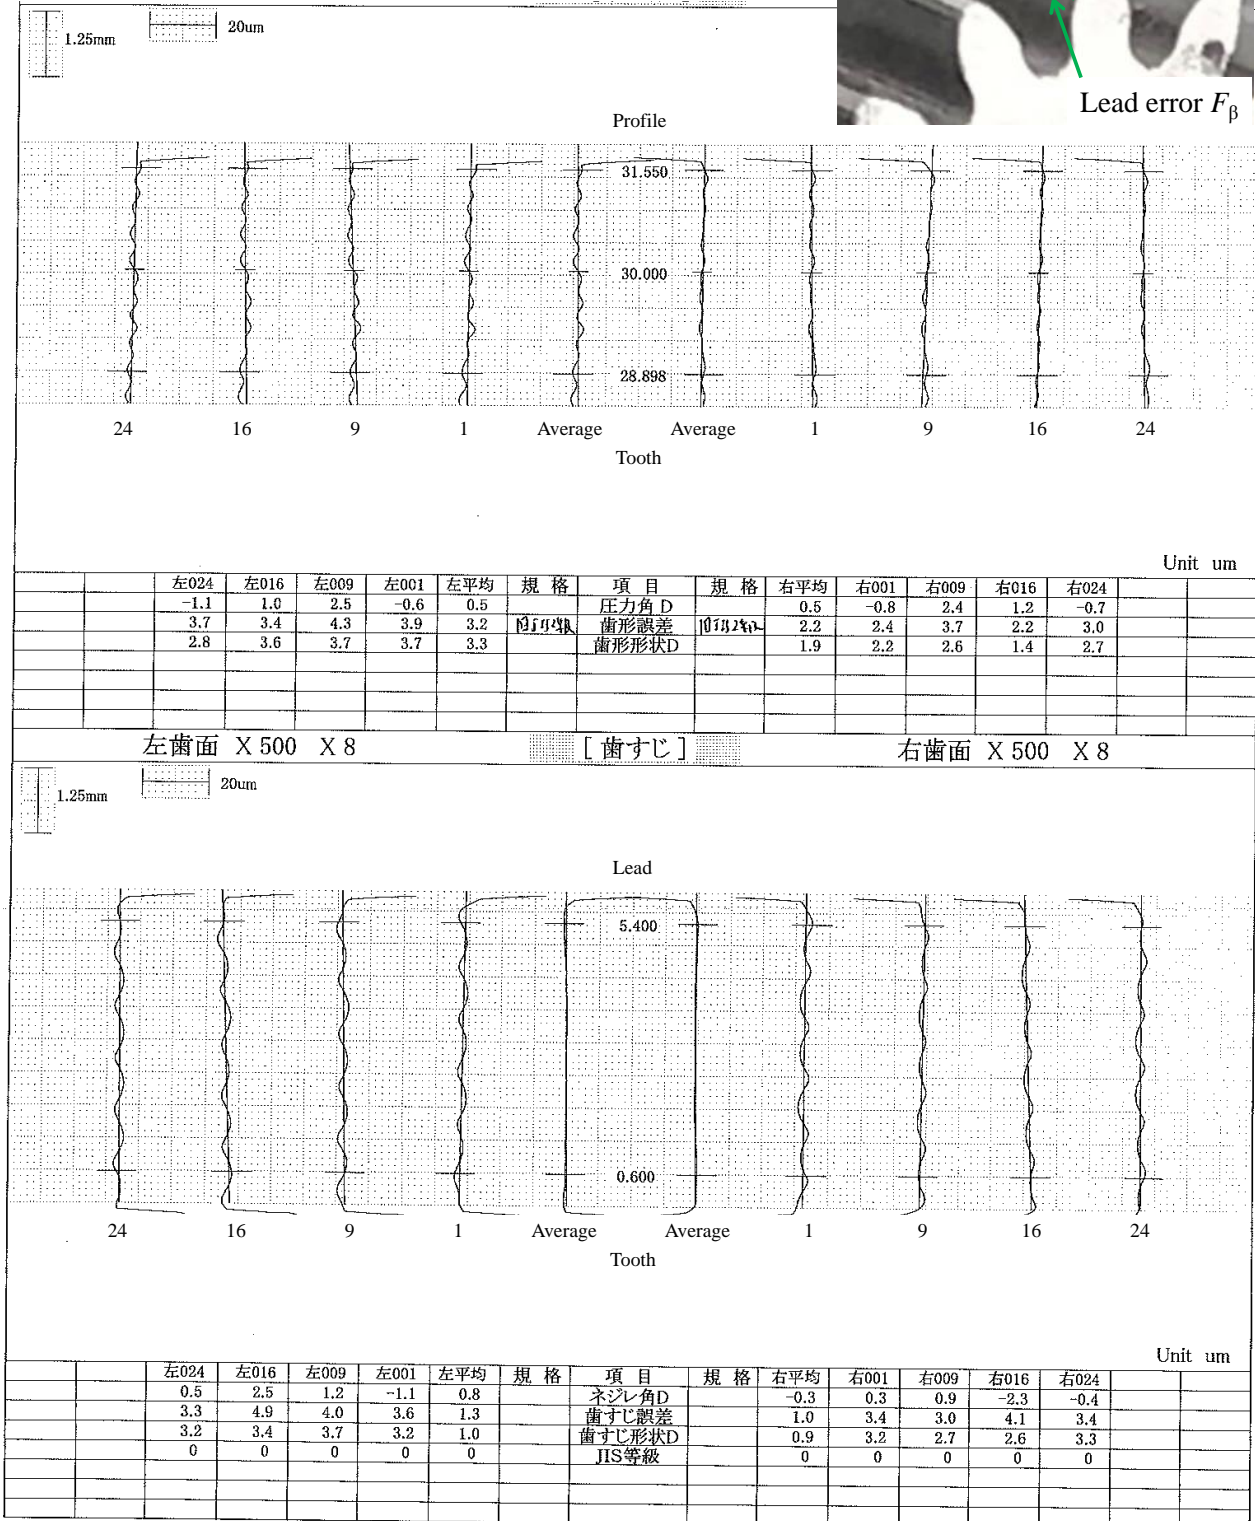 1.25mm 20um
Lead error Fβ
Profile
31.550
30.000
28.898
24 16 9 1 Average Average 1 9 16 24
Tooth
Unit um
左024 左016 左009 左001 左平均 規格 項目 規格 右平均 右001 右009 右016 右024
-1.1 1.0 2.5 -0.6 0.5 圧力角D 0.5 -0.8 2.4 1.2 -0.7
3.7 3.4 4.3 3.9 3.2 歯形誤差 2.2 2.4 3.7 2.2 3.0
2.8 3.6 3.7 3.7 3.3 歯形形状D 1.9 2.2 2.6 1.4 2.7
左歯面 X 500 X 8 [歯すじ] 右歯面 X 500 X 8
1.25mm 20um
Lead
5.400
0.600
24 16 9 1 Average Average 1 9 16 24
Tooth
Unit um
左024 左016 左009 左001 左平均 規格 項目 規格 右平均 右001 右009 右016 右024
0.5 2.5 1.2 -1.1 0.8 ネジレ角D -0.3 0.3 0.9 -2.3 -0.4
3.3 4.9 4.0 3.6 1.3 歯すじ誤差 1.0 3.4 3.0 4.1 3.4
3.2 3.4 3.7 3.2 1.0 歯すじ形状D 0.9 3.2 2.7 2.6 3.3
0 0 0 0 0 JIS等級 0 0 0 0 0